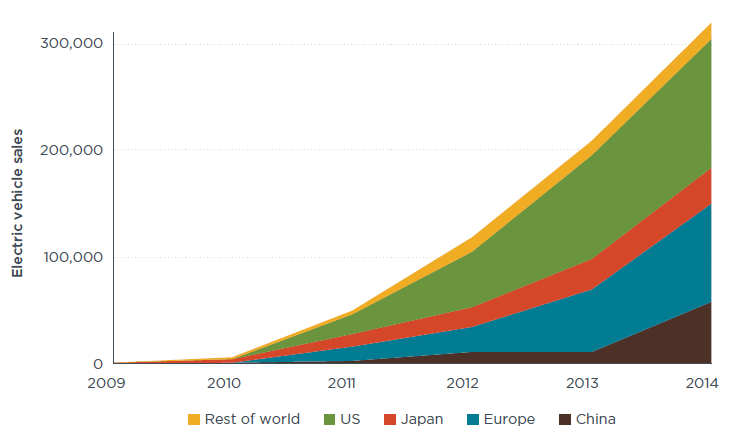 Electric vehicle sales
300,000
200,000
100,000
0
2009 2010 2011 2012 2013 2014
Rest of world US Japan Europe China